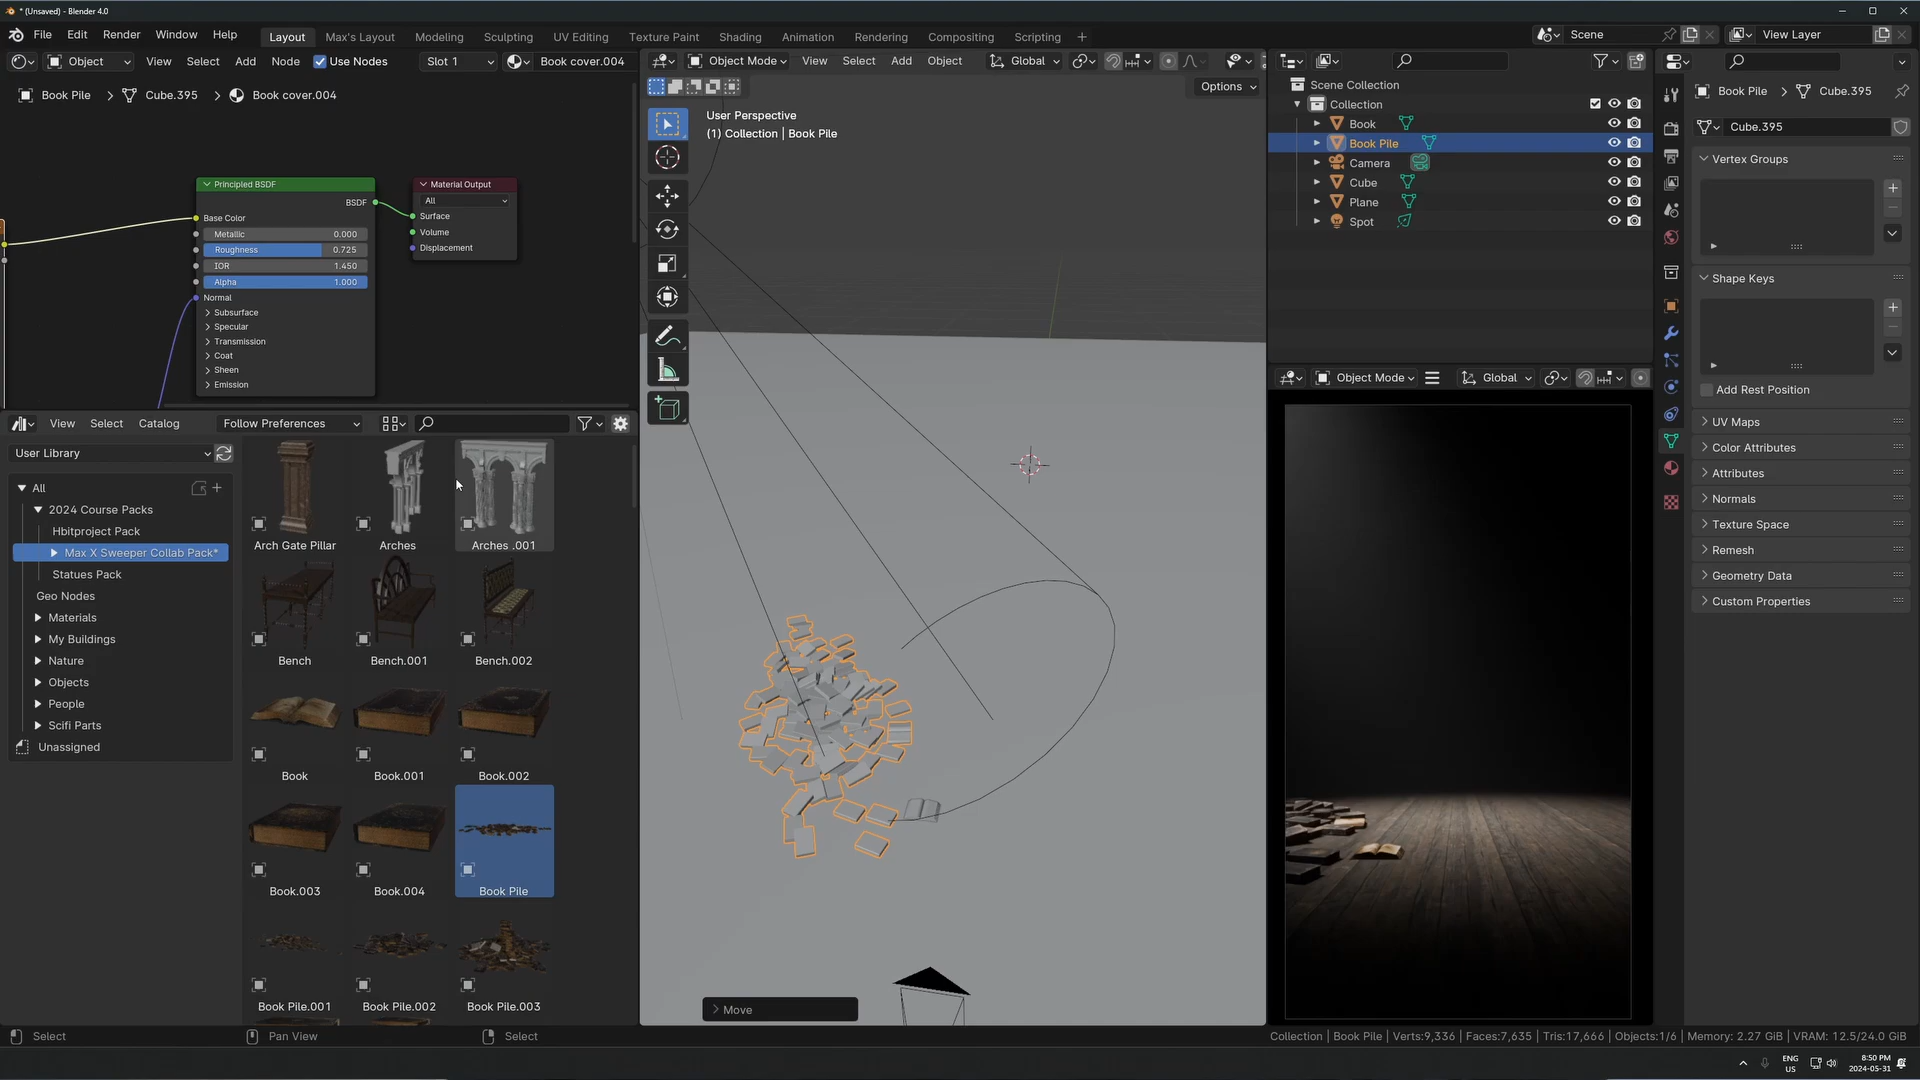 * (Unsaved) - Blender 4.0
File Edit Render Window Help
Layout Max's Layout Modeling Sculpting UV Editing Texture Paint Shading Animation Rendering Compositing Scripting
Scene
View Layer
Object View Select Add Node Use Nodes Slot 1 Book cover.004
Book Pile > Cube.395 > Book cover.004
Principled BSDF
BSDF
Base Color
Metallic 0.000
Roughness 0.725
IOR 1.450
Alpha 1.000
Normal
Subsurface
Specular
Transmission
Coat
Sheen
Emission
Material Output
All
Surface
Volume
Displacement
View Select Catalog Follow Preferences
User Library
All
2024 Course Packs
Hbitproject Pack
Max X Sweeper Collab Pack*
Statues Pack
Geo Nodes
Materials
My Buildings
Nature
Objects
People
Scifi Parts
Unassigned
Arch Gate Pillar Arches Arches .001
Bench Bench.001 Bench.002
Book Book.001 Book.002
Book.003 Book.004 Book Pile
Book Pile.001 Book Pile.002 Book Pile.003
Object Mode View Select Add Object Global
Options
User Perspective
(1) Collection | Book Pile
Move
Scene Collection
Collection
Book
Book Pile
Camera
Cube
Plane
Spot
Object Mode Global
Book Pile > Cube.395
Cube.395
Vertex Groups
Shape Keys
Add Rest Position
UV Maps
Color Attributes
Attributes
Normals
Texture Space
Remesh
Geometry Data
Custom Properties
Select Pan View Select
Collection | Book Pile | Verts:9,336 | Faces:7,635 | Tris:17,666 | Objects:1/6 | Memory: 2.27 GiB | VRAM: 12.5/24.0 GiB
ENG
US
8:50 PM
2024-05-31